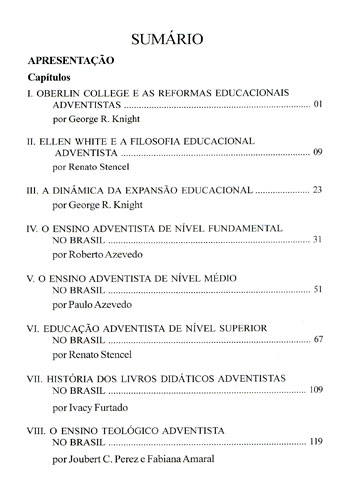 SUMÁRIO
APRESENTAÇÃO
Capítulos
I. OBERLIN COLLEGE E AS REFORMAS EDUCACIONAIS
ADVENTISTAS ............................................................ 01
por George R. Knight
II. ELLEN WHITE E A FILOSOFIA EDUCACIONAL
ADVENTISTA ............................................................ 09
por Renato Stencel
III. A DINÂMICA DA EXPANSÃO EDUCACIONAL .................. 23
por George R. Knight
IV. O ENSINO ADVENTISTA DE NÍVEL FUNDAMENTAL
NO BRASIL ............................................................ 31
por Roberto Azevedo
V. O ENSINO ADVENTISTA DE NÍVEL MÉDIO
NO BRASIL ............................................................ 51
por Paulo Azevedo
VI. EDUCAÇÃO ADVENTISTA DE NÍVEL SUPERIOR
NO BRASIL ............................................................ 67
por Renato Stencel
VII. HISTÓRIA DOS LIVROS DIDÁTICOS ADVENTISTAS
NO BRASIL ............................................................ 109
por Ivacy Furtado
VIII. O ENSINO TEOLÓGICO ADVENTISTA
NO BRASIL ............................................................ 119
por Joubert C. Perez e Fabiana Amaral